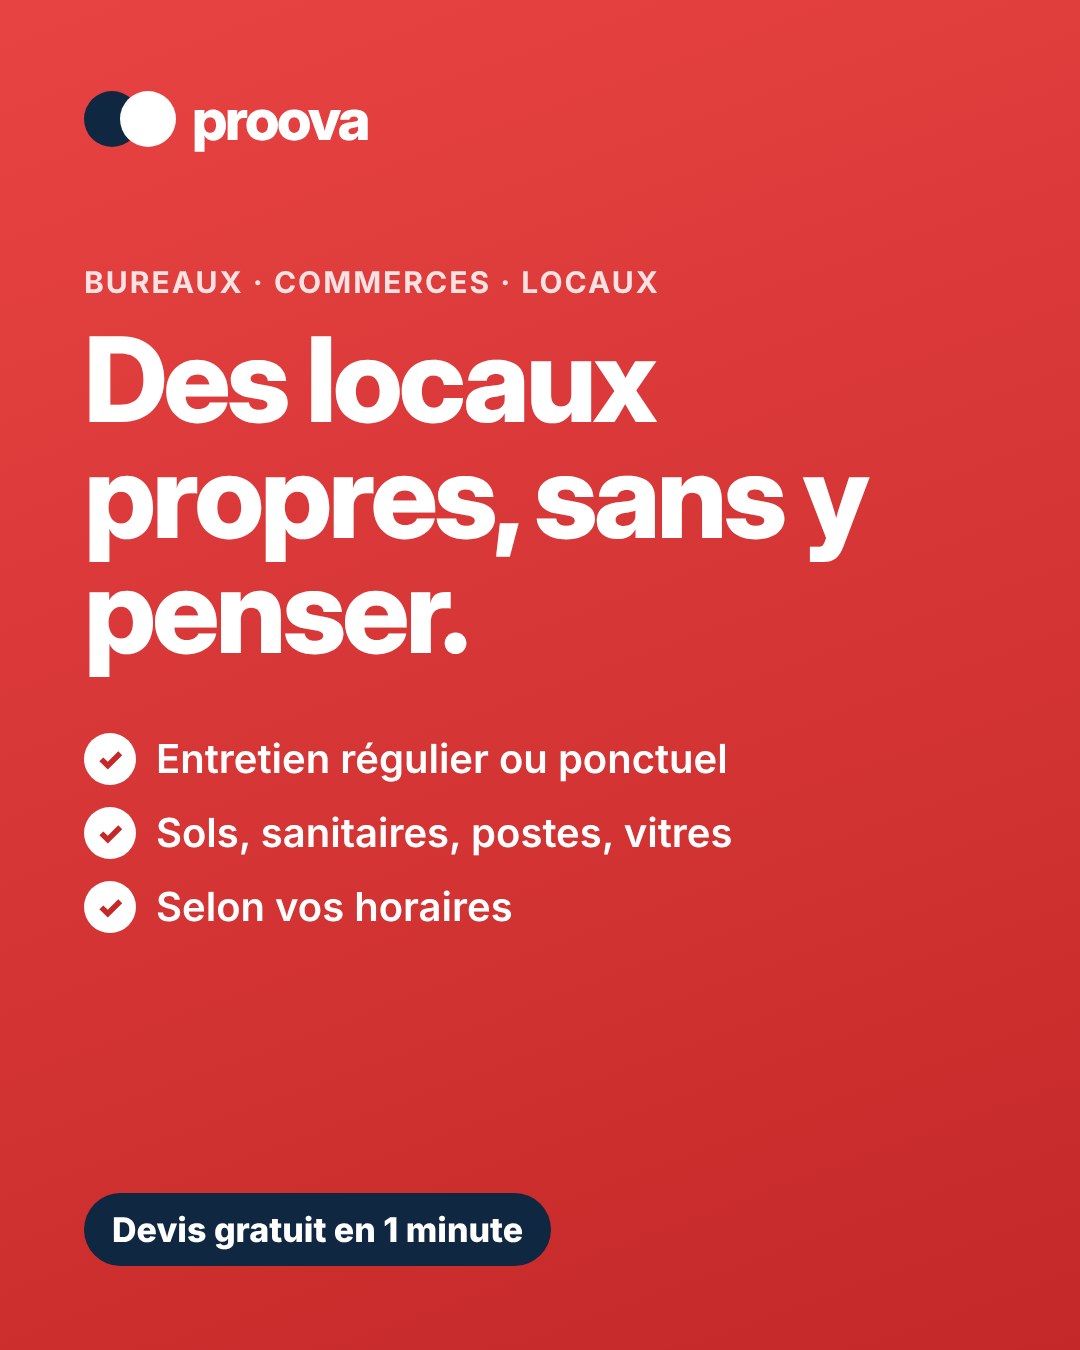 proova
BUREAUX · COMMERCES · LOCAUX
Des locaux
propres, sans y
penser.
Entretien régulier ou ponctuel
Sols, sanitaires, postes, vitres
Selon vos horaires
Devis gratuit en 1 minute